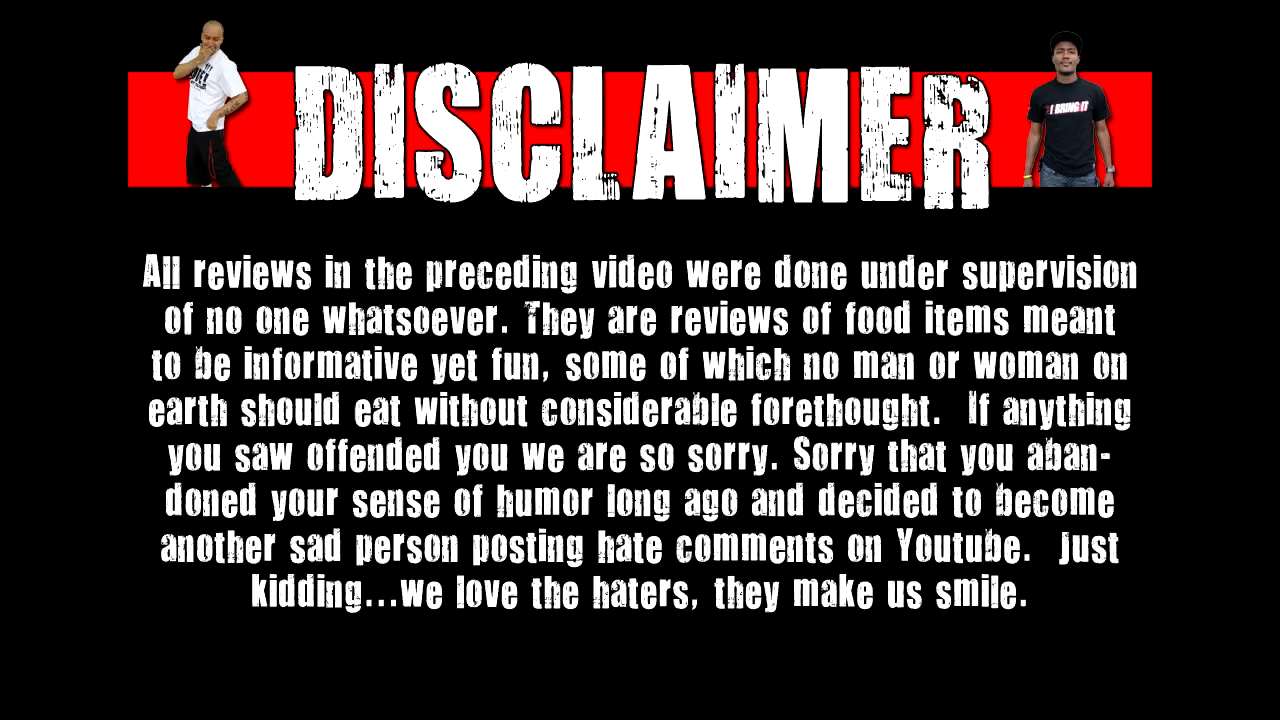 DISCLAIMER
I BRING IT
All reviews in the preceding video were done under supervision
of no one whatsoever. They are reviews of food items meant
to be informative yet fun, some of which no man or woman on
earth should eat without considerable forethought. If anything
you saw offended you we are so sorry. Sorry that you aban-
doned your sense of humor long ago and decided to become
another sad person posting hate comments on Youtube. Just
kidding...we love the haters, they make us smile.